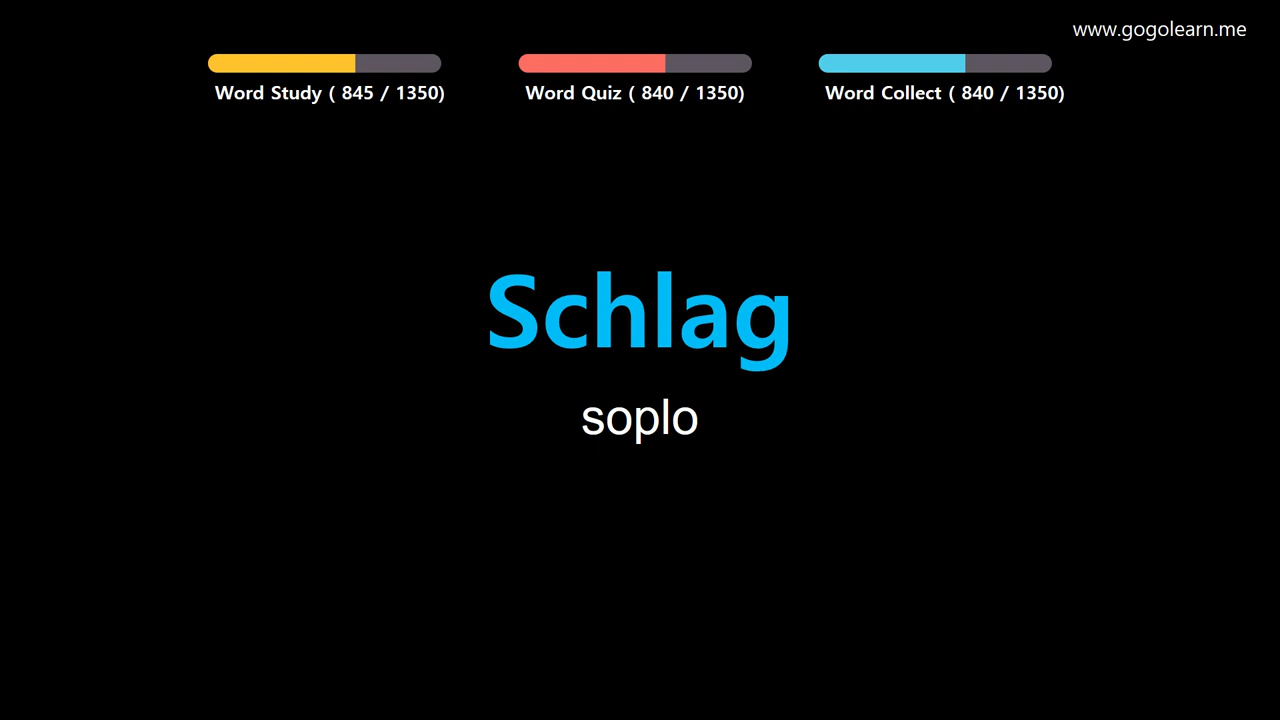 www.gogolearn.me
Word Study ( 845 / 1350)
Word Quiz ( 840 / 1350)
Word Collect ( 840 / 1350)
Schlag
soplo